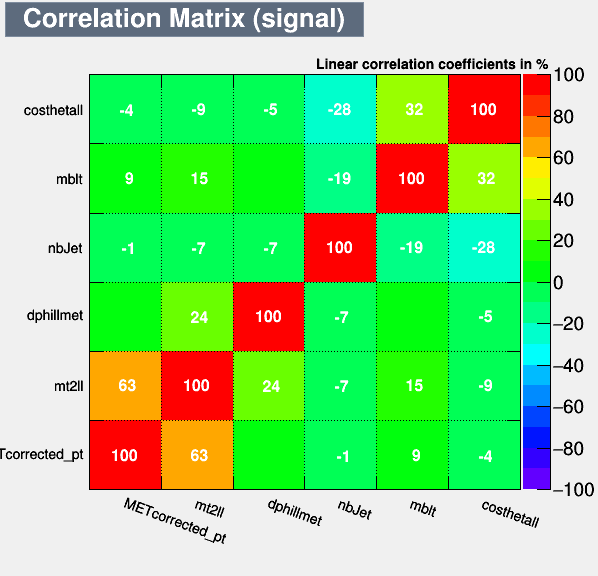 Correlation Matrix (signal)
Linear correlation coefficients in %
costhetall -4 -9 -5 -28 32 100
mblt 9 15 -19 100 32
nbJet -1 -7 -7 100 -19 -28
dphillmet 24 100 -7 -5
mt2ll 63 100 24 -7 15 -9
Tcorrected_pt 100 63 -1 9 -4
METcorrected_pt mt2ll dphillmet nbJet mblt costhetall
100
80
60
40
20
0
−20
−40
−60
−80
−100